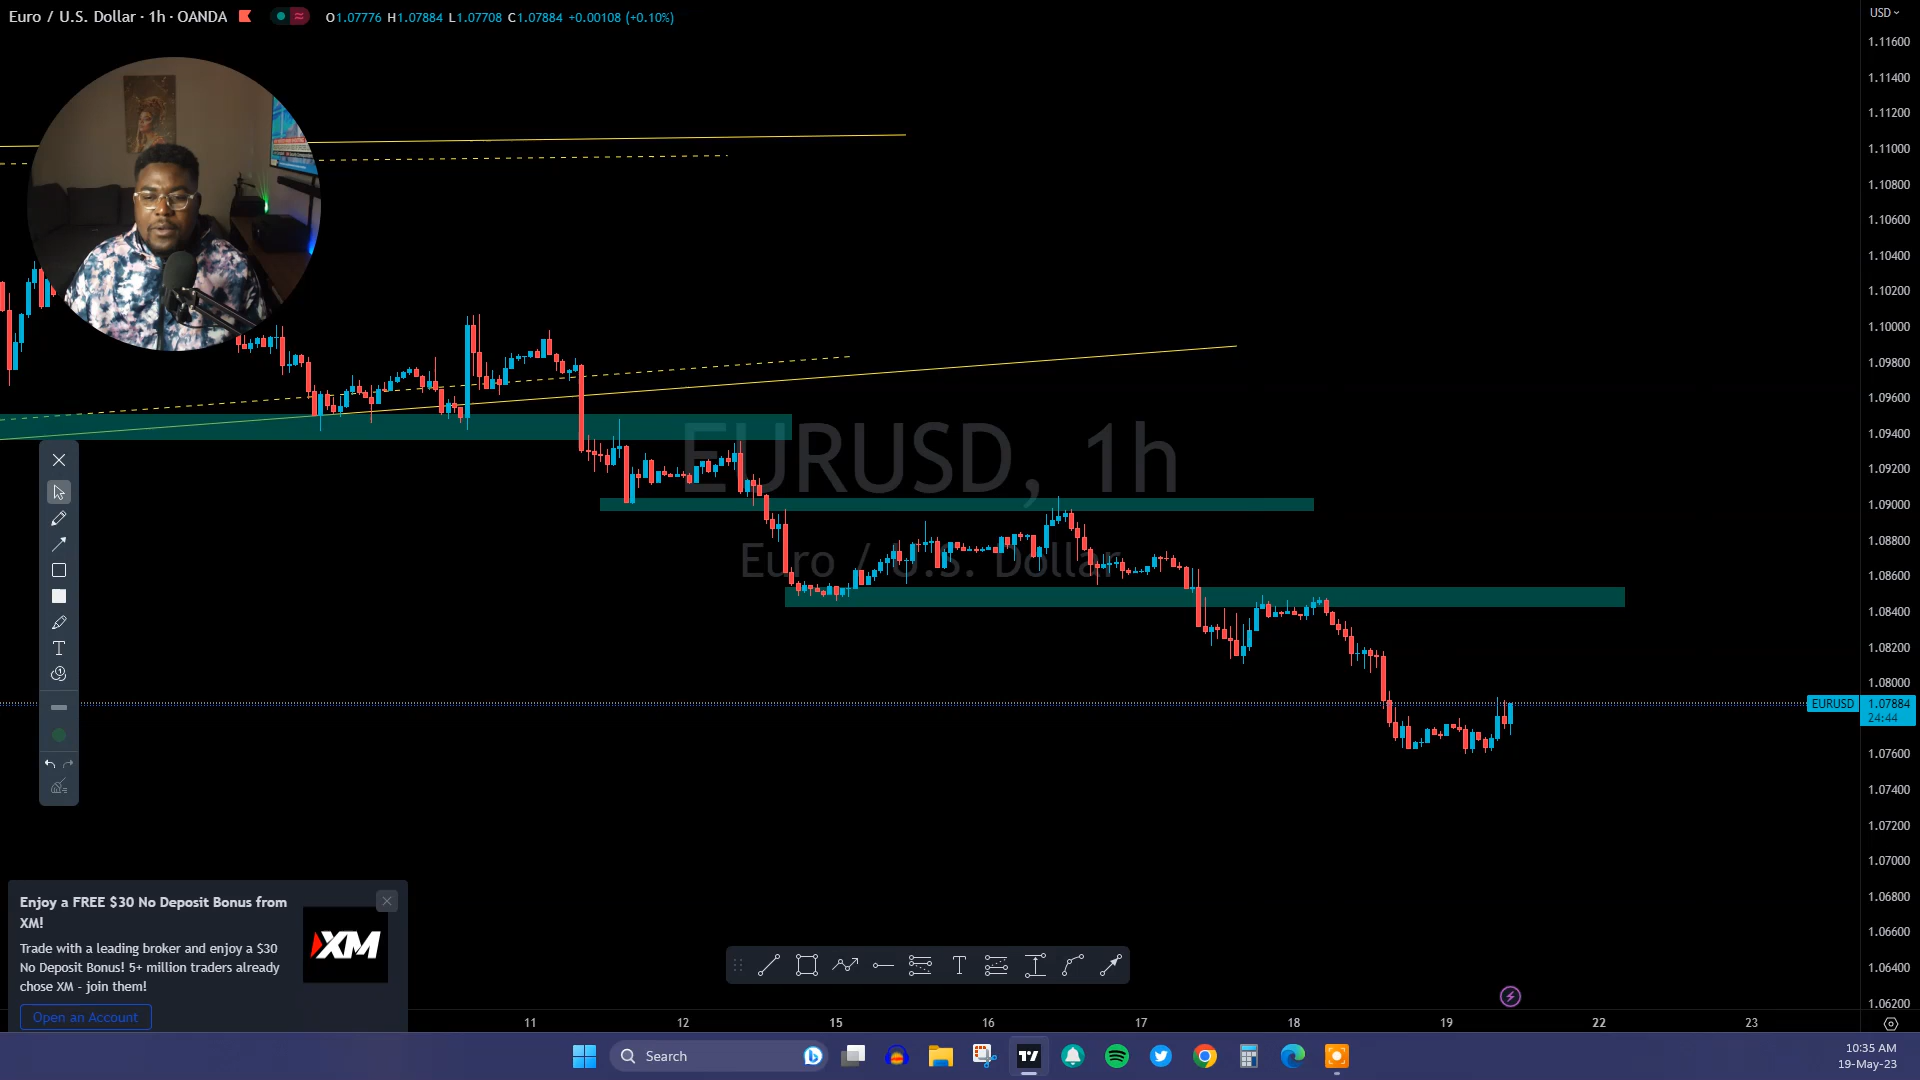 Euro / U.S. Dollar · 1h · OANDA
O1.07776 H1.07884 L1.07708 C1.07884 +0.00108 (+0.10%)
USD
1.11600
1.11400
1.11200
1.11000
1.10800
1.10600
1.10400
1.10200
1.10000
1.09800
1.09600
1.09400
1.09200
1.09000
1.08800
1.08600
1.08400
1.08200
1.08000
EURUSD 1.07884
24:44
1.07600
1.07400
1.07200
1.07000
1.06800
1.06600
1.06400
1.06200
EURUSD, 1h
Euro / U.S. Dollar
T
Enjoy a FREE $30 No Deposit Bonus from
XM!
Trade with a leading broker and enjoy a $30
No Deposit Bonus! 5+ million traders already
chose XM - join them!
Open an Account
XM
T
11 12 15 16 17 18 19 22 23
Search
10:35 AM
19-May-23